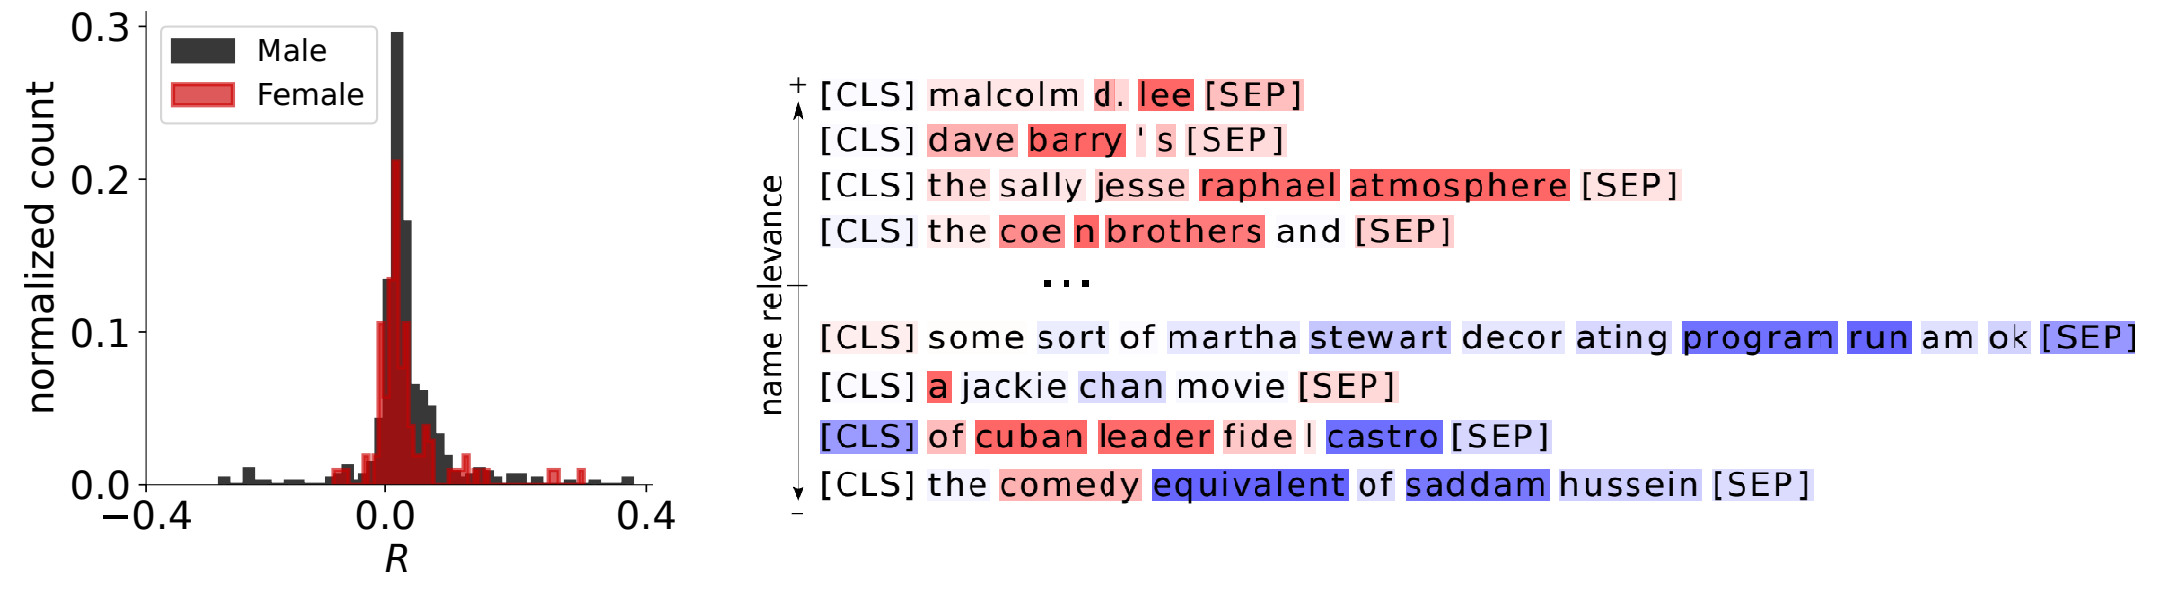 0.3
0.2
0.1
0.0
normalized count
−0.4
0.0
0.4
R
Male
Female
name relevance
+
−
[CLS] malcolm d. lee [SEP]
[CLS] dave barry ' s [SEP]
[CLS] the sally jesse raphael atmosphere [SEP]
[CLS] the coe n brothers and [SEP]
...
[CLS] some sort of martha stewart decor ating program run am ok [SEP]
[CLS] a jackie chan movie [SEP]
[CLS] of cuban leader fide l castro [SEP]
[CLS] the comedy equivalent of saddam hussein [SEP]